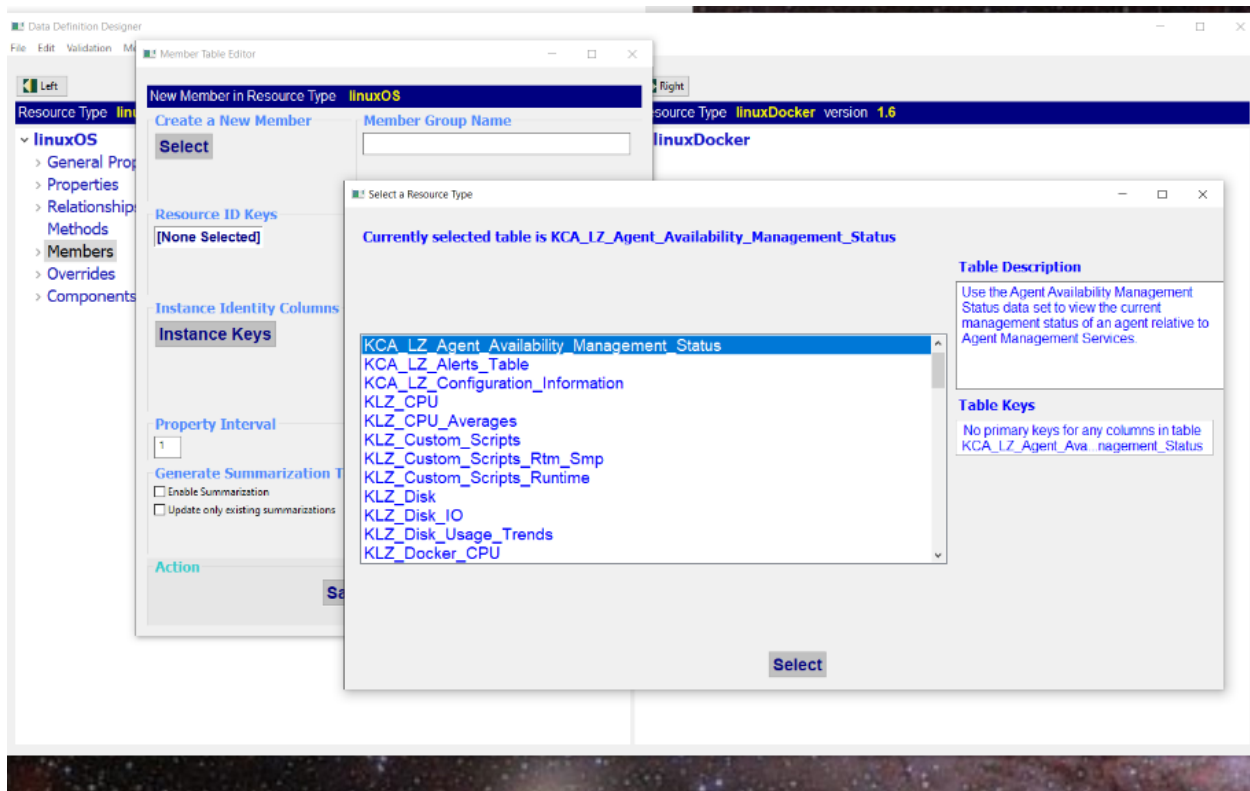 Data Definition Designer
File Edit Validation
Left
Resource Type
linuxOS
General
Properties
Relationships
Methods
Members
Overrides
Components
Member Table Editor
New Member in Resource Type linuxOS
Create a New Member
Select
Member Group Name
Resource ID Keys
[None Selected]
Instance Identity Columns
Instance Keys
Property Interval
1
Generate Summarization
Enable Summarization
Update only existing summarizations
Action
Right
Type linuxDocker version 1.6
linuxDocker
Select a Resource Type
Currently selected table is KCA_LZ_Agent_Availability_Management_Status
KCA_LZ_Agent_Availability_Management_Status
KCA_LZ_Alerts_Table
KCA_LZ_Configuration_Information
KLZ_CPU
KLZ_CPU_Averages
KLZ_Custom_Scripts
KLZ_Custom_Scripts_Rtm_Smp
KLZ_Custom_Scripts_Runtime
KLZ_Disk
KLZ_Disk_IO
KLZ_Disk_Usage_Trends
KLZ_Docker_CPU
Table Description
Use the Agent Availability Management
Status data set to view the current
management status of an agent relative to
Agent Management Services.
Table Keys
No primary keys for any columns in table
KCA_LZ_Agent_Ava...nagement_Status
Select